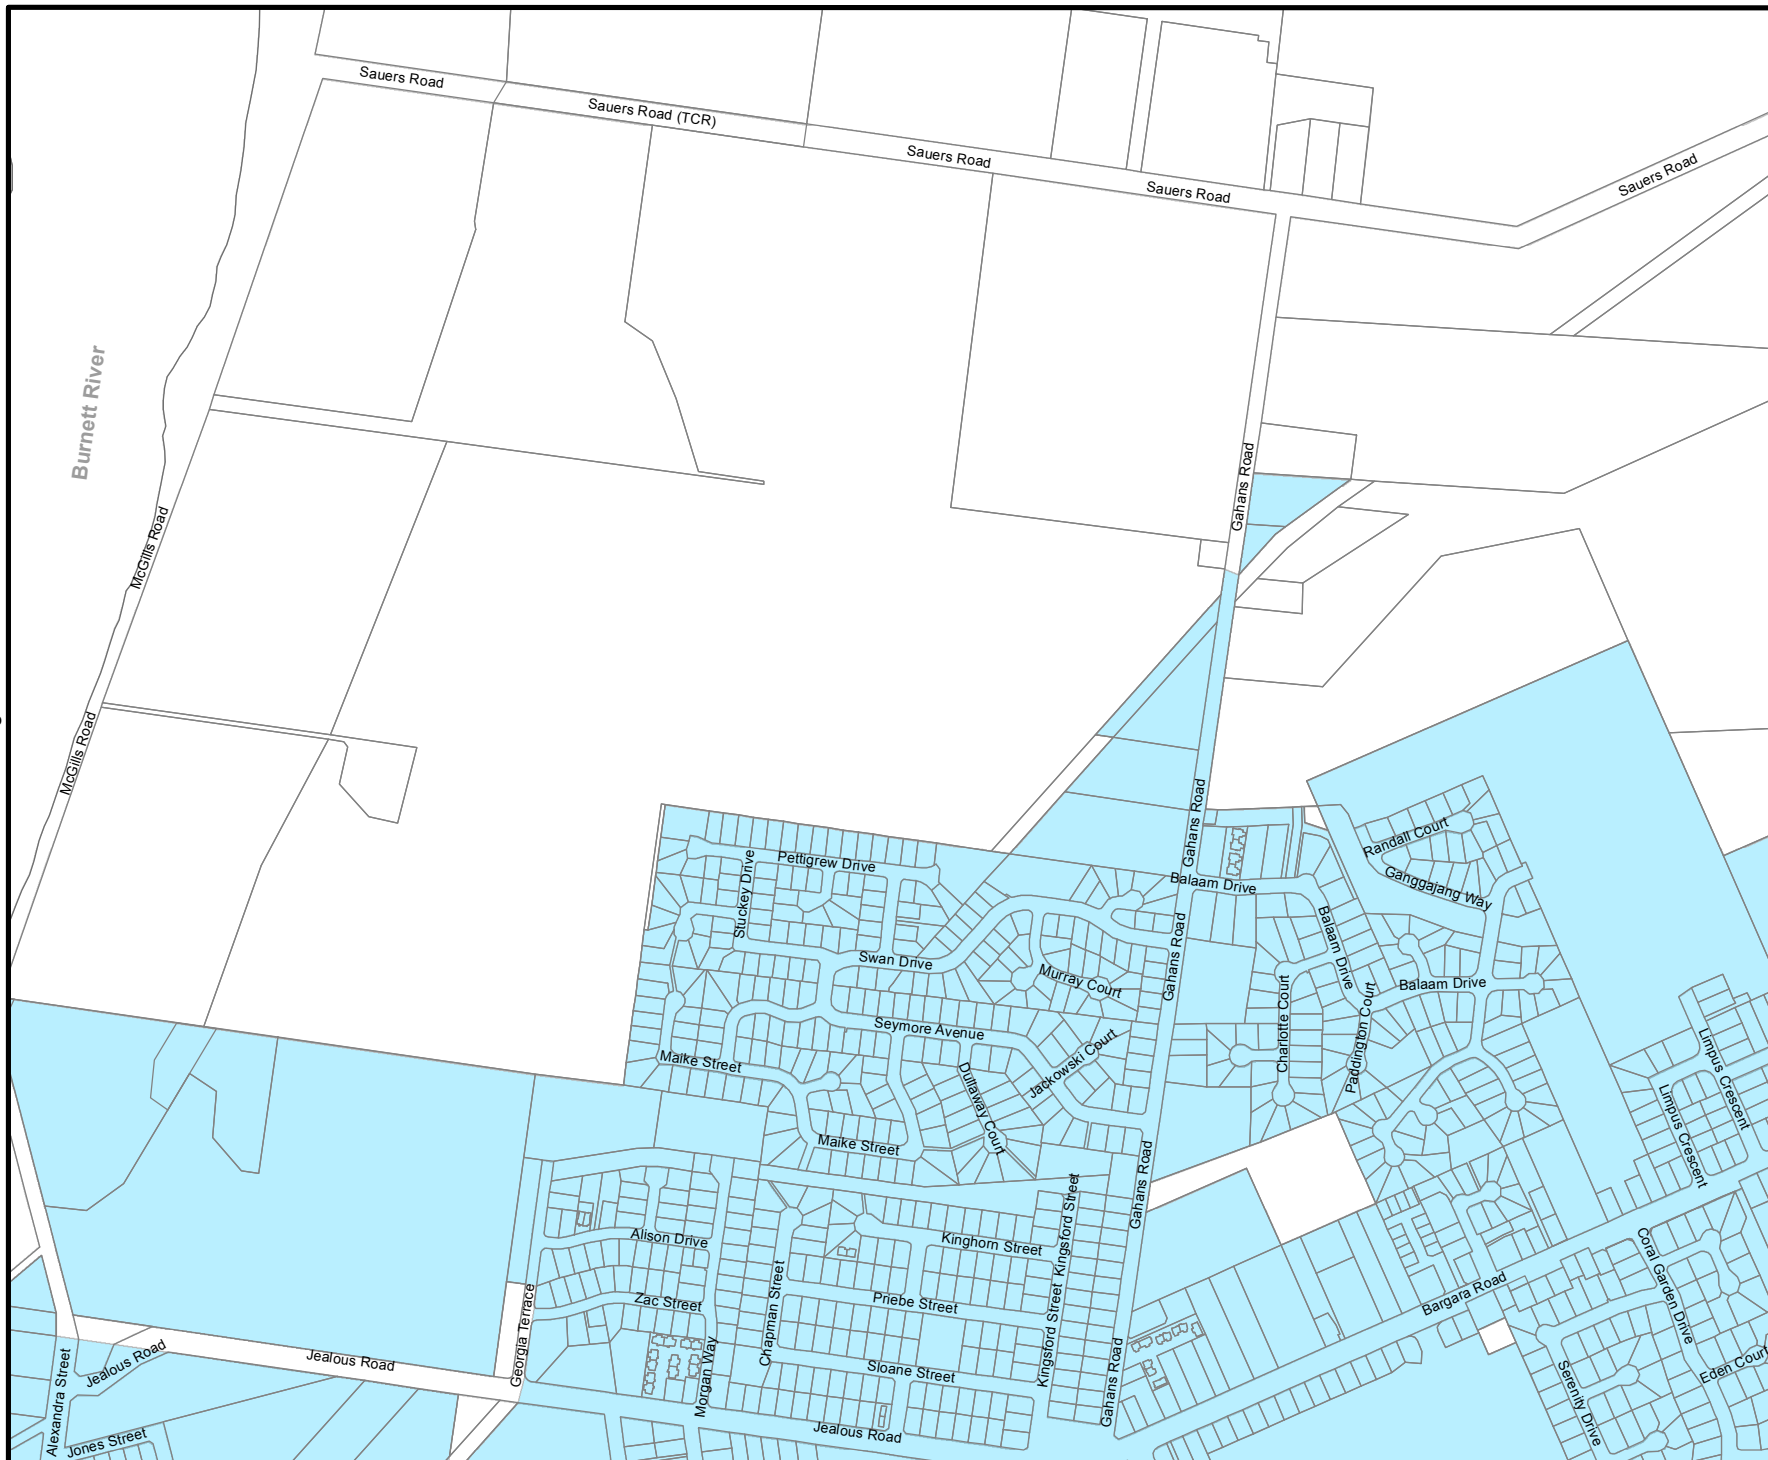 Sauers Road
Sauers Road (TCR)
Sauers Road
Sauers Road
Sauers Road
Burnett River
Gahans Road
McGills Road
McGills Road
Gahans Road
Randall Court
Pettigrew Drive
Stuckey Drive
Balaam Drive
Ganggajang Way
Balaam Drive
Swan Drive
Gahans Road
Murray Court
Balaam Drive
Charlotte Court
Paddington Court
Seymore Avenue
Jackowski Court
Maike Street
Dullaway Court
Limpus Crescent
Limpus Crescent
Maike Street
Gahans Road
Kingsford Street
Alison Drive
Kinghorn Street
Coral Garden Drive
Bargara Road
Zac Street
Priebe Street
Chapman Street
Georgia Terrace
Kingsford Street
Jealous Road
Jealous Road
Morgan Way
Sloane Street
Gahans Road
Eden Court
Serenity Drive
Alexandra Street
Jones Street
Jealous Road